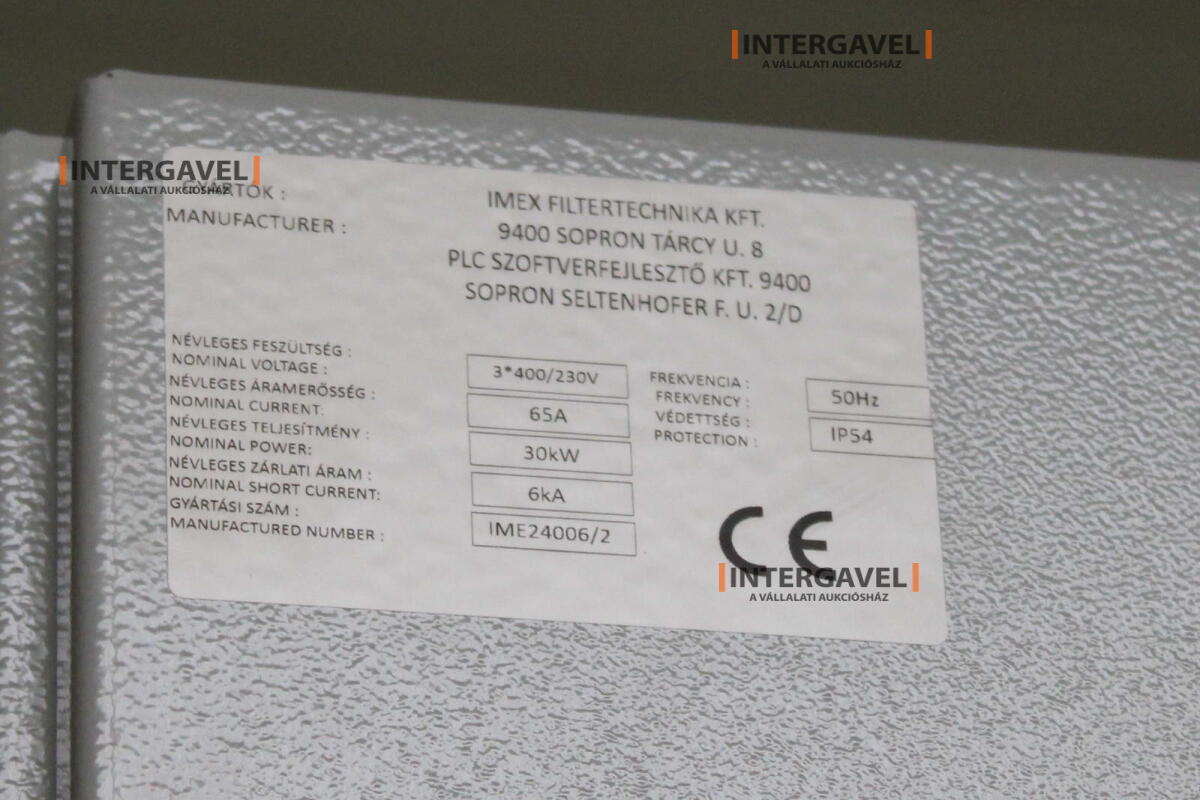 INTERGAVEL
A VÁLLALATI AUKCIÓSHÁZ
INTERGAVEL
A VÁLLALATI AUKCIÓSHÁZ
GYÁRTÓK :
MANUFACTURER :
IMEX FILTERTECHNIKA KFT.
9400 SOPRON TÁRCY U. 8
PLC SZOFTVERFEJLESZTŐ KFT. 9400
SOPRON SELTENHOFER F. U. 2/D
NÉVLEGES FESZÜLTSÉG :
NOMINAL VOLTAGE :
3*400/230V
NÉVLEGES ÁRAMERŐSSÉG :
NOMINAL CURRENT:
65A
NÉVLEGES TELJESÍTMÉNY :
NOMINAL POWER:
30kW
NÉVLEGES ZÁRLATI ÁRAM :
NOMINAL SHORT CURRENT:
6kA
GYÁRTÁSI SZÁM :
MANUFACTURED NUMBER :
IME24006/2
FREKVENCIA :
FREKVENCY :
50Hz
VÉDETTSÉG :
PROTECTION :
IP54
CE
INTERGAVEL
A VÁLLALATI AUKCIÓSHÁZ